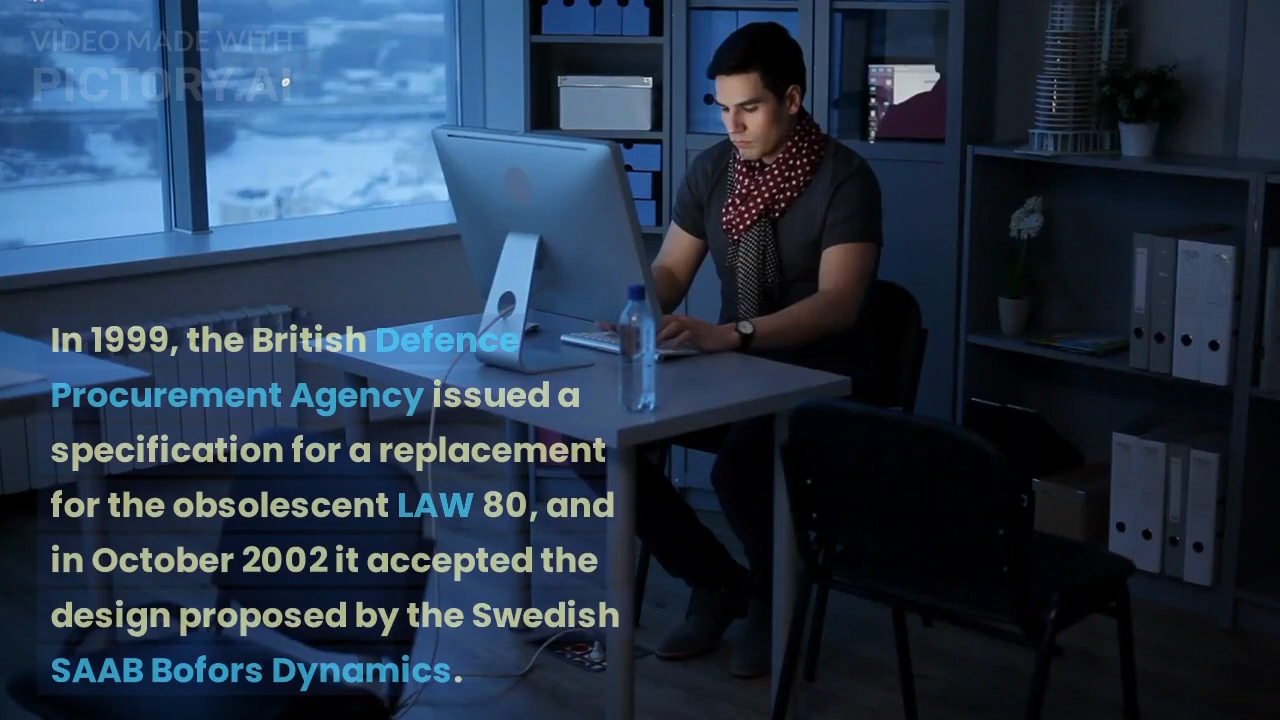 VIDEO MADE WITH
PICTORY.AI
In 1999, the British Defence
Procurement Agency issued a
specification for a replacement
for the obsolescent LAW 80, and
in October 2002 it accepted the
design proposed by the Swedish
SAAB Bofors Dynamics.